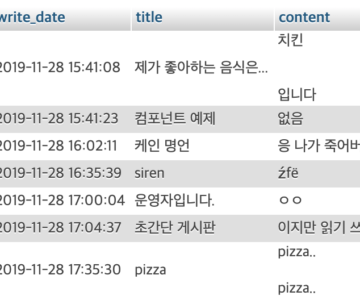 write_date title content
2019-11-28 15:41:08 제가 좋아하는 음식은... 치킨
입니다
2019-11-28 15:41:23 컴포넌트 예제 없음
2019-11-28 16:02:11 케인 명언 응 나가 죽어버
2019-11-28 16:35:39 siren źfë
2019-11-28 17:00:04 운영자입니다. ㅇㅇ
2019-11-28 17:04:37 초간단 게시판 이지만 읽기 쓰
2019-11-28 17:35:30 pizza pizza..
pizza..